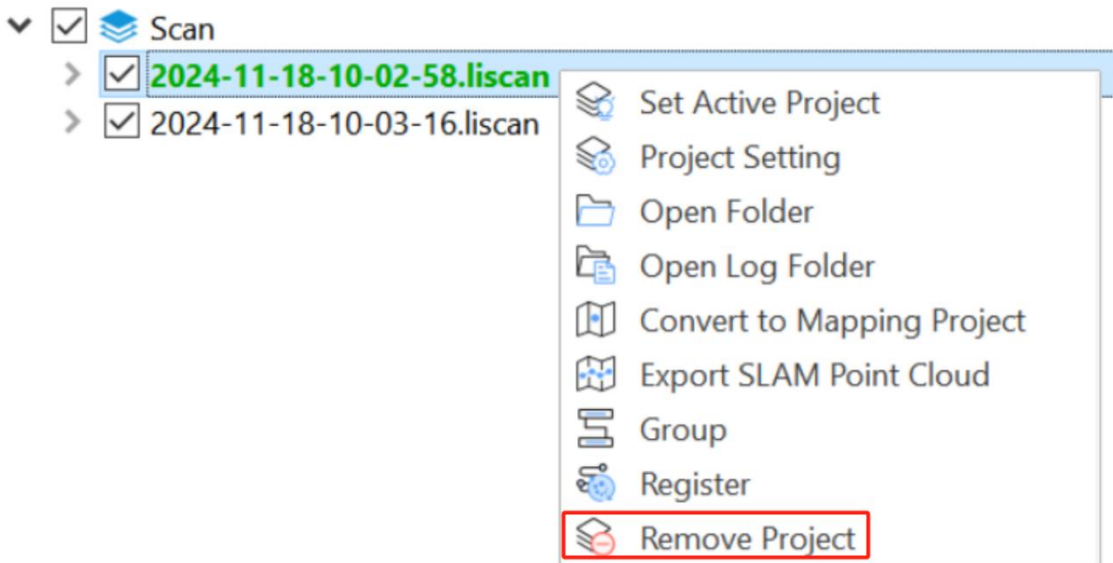 Scan
2024-11-18-10-02-58.liscan
2024-11-18-10-03-16.liscan
Set Active Project
Project Setting
Open Folder
Open Log Folder
Convert to Mapping Project
Export SLAM Point Cloud
Group
Register
Remove Project